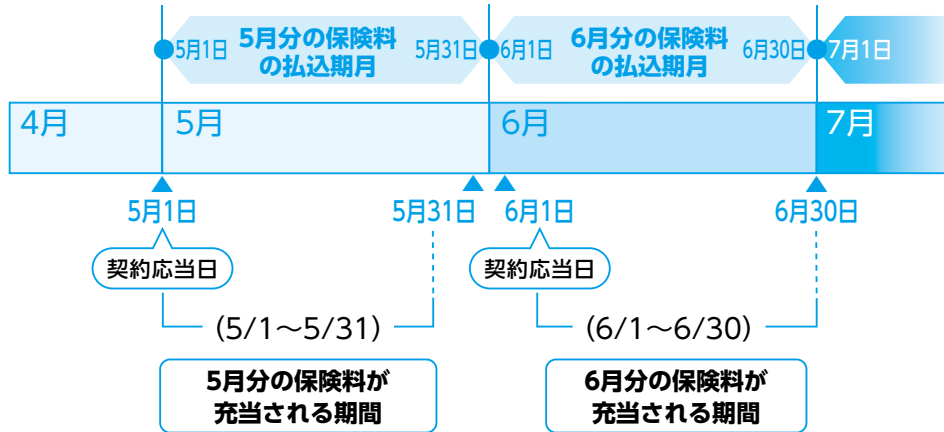 5月1日
5月分の保険料
の払込期月
5月31日
6月1日
6月分の保険料
の払込期月
6月30日
7月1日
4月
5月
6月
7月
5月1日
5月31日
6月1日
6月30日
契約応当日
契約応当日
(5/1〜5/31)
(6/1〜6/30)
5月分の保険料が
充当される期間
6月分の保険料が
充当される期間